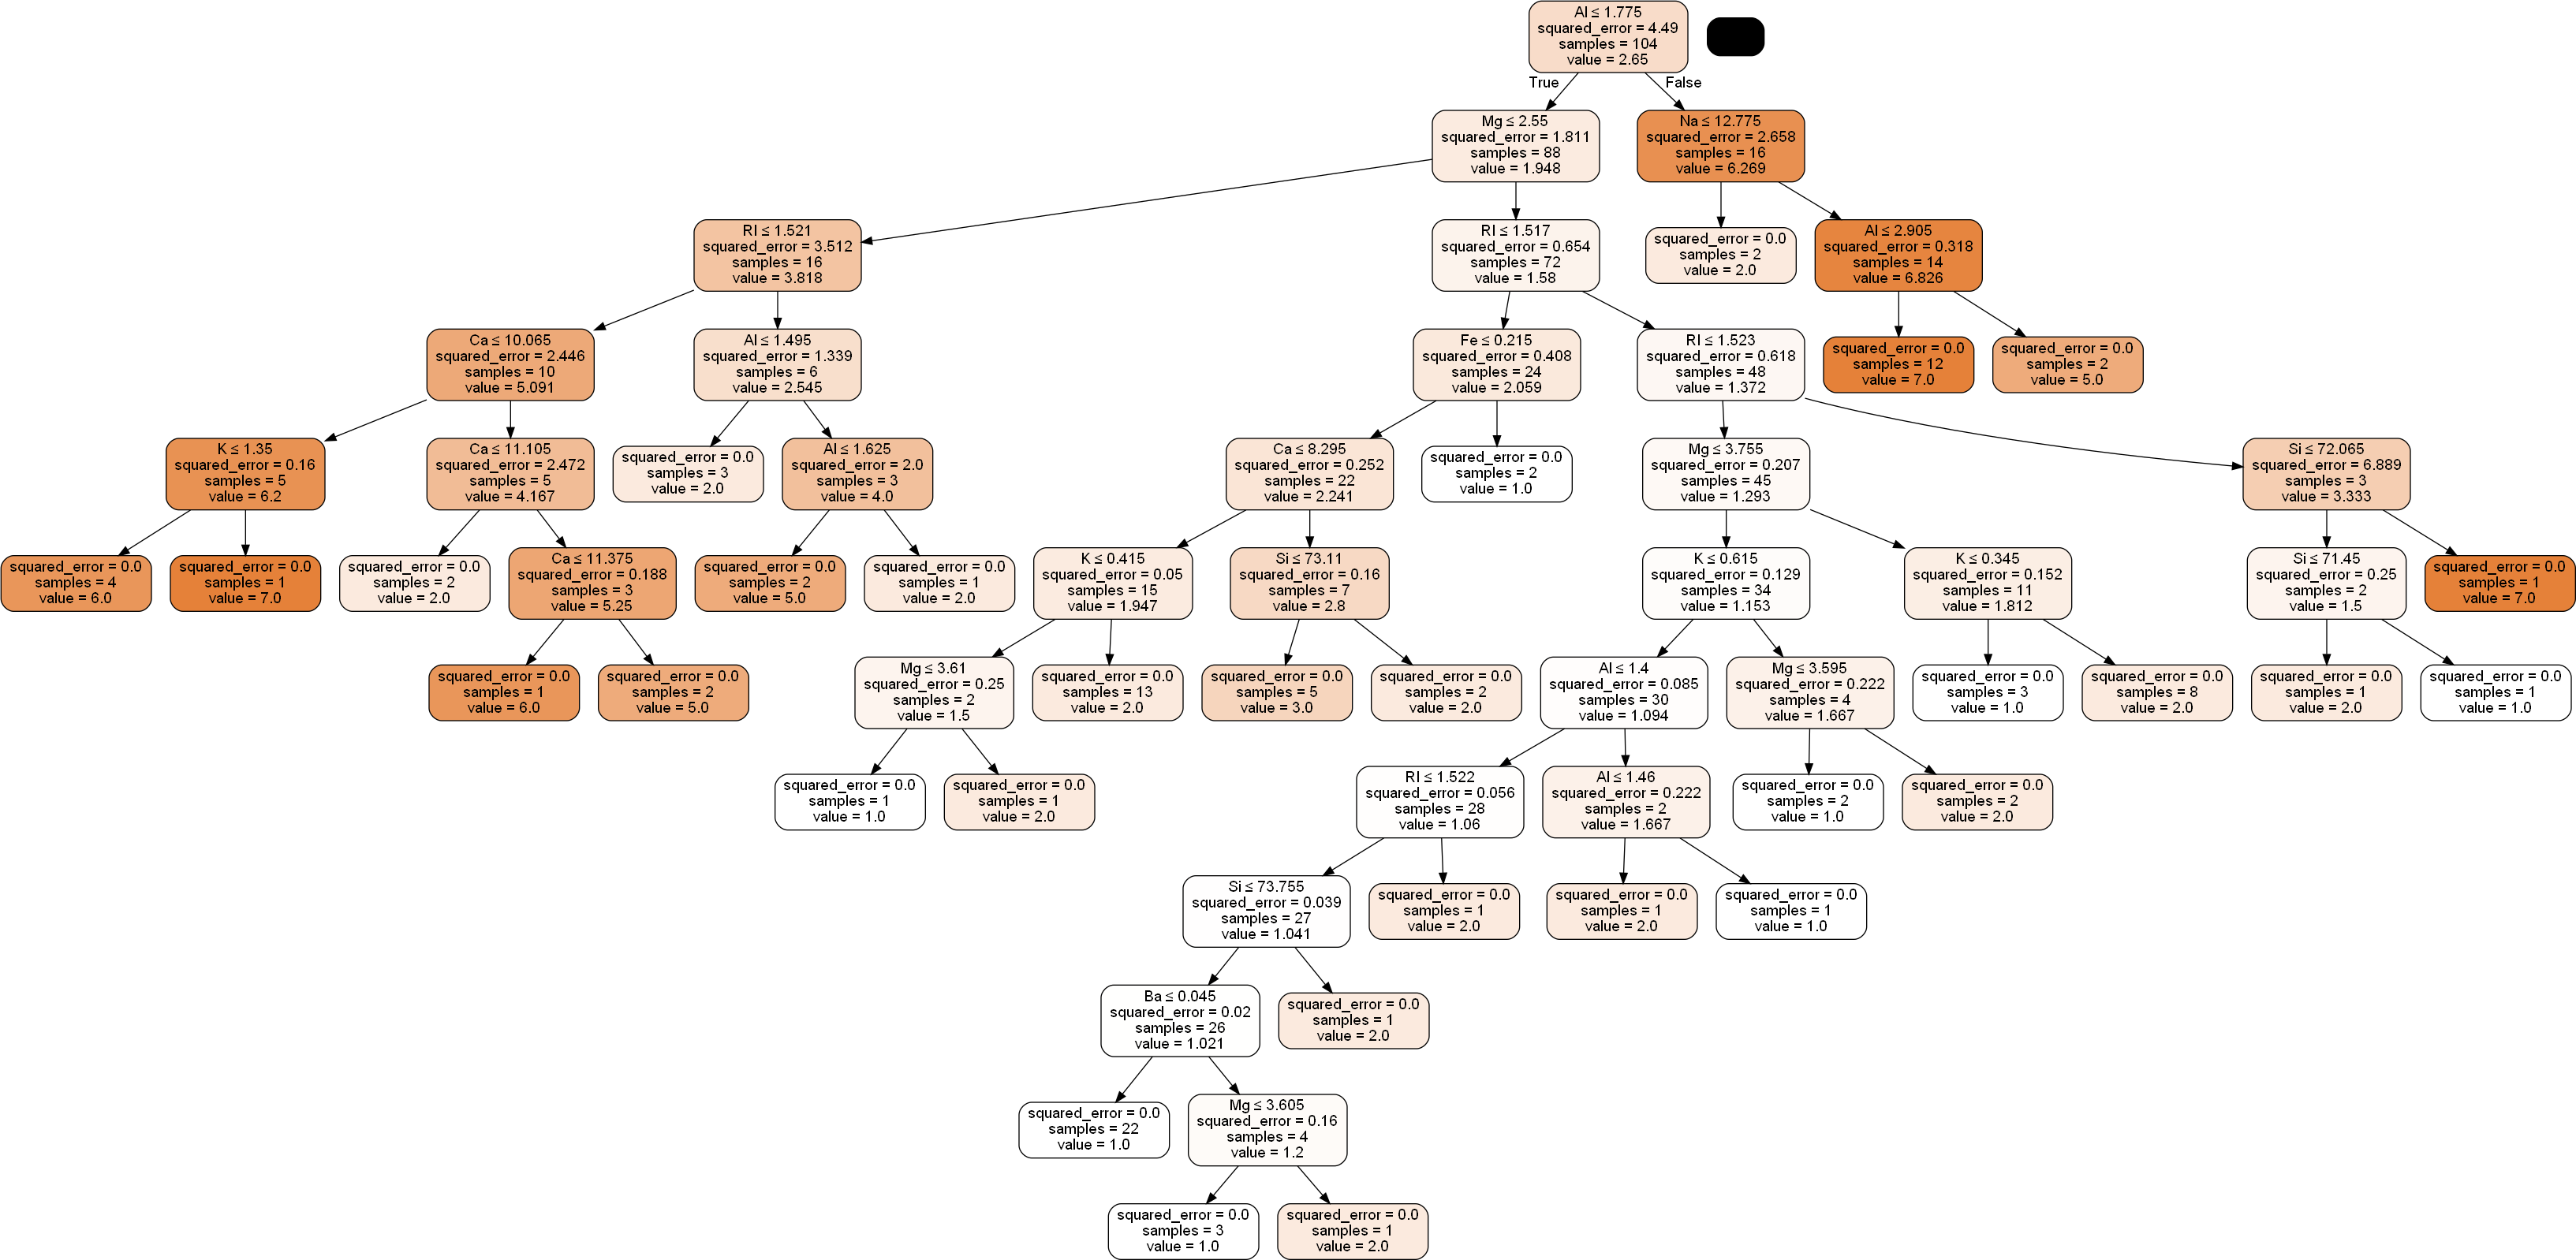 Al ≤ 1.775
squared_error = 4.49
samples = 104
value = 2.65
True
False
Mg ≤ 2.55
squared_error = 1.811
samples = 88
value = 1.948
Na ≤ 12.775
squared_error = 2.658
samples = 16
value = 6.269
RI ≤ 1.521
squared_error = 3.512
samples = 16
value = 3.818
RI ≤ 1.517
squared_error = 0.654
samples = 72
value = 1.58
squared_error = 0.0
samples = 2
value = 2.0
Al ≤ 2.905
squared_error = 0.318
samples = 14
value = 6.826
Ca ≤ 10.065
squared_error = 2.446
samples = 10
value = 5.091
Al ≤ 1.495
squared_error = 1.339
samples = 6
value = 2.545
Fe ≤ 0.215
squared_error = 0.408
samples = 24
value = 2.059
RI ≤ 1.523
squared_error = 0.618
samples = 48
value = 1.372
squared_error = 0.0
samples = 12
value = 7.0
squared_error = 0.0
samples = 2
value = 5.0
K ≤ 1.35
squared_error = 0.16
samples = 5
value = 6.2
Ca ≤ 11.105
squared_error = 2.472
samples = 5
value = 4.167
squared_error = 0.0
samples = 3
value = 2.0
Al ≤ 1.625
squared_error = 2.0
samples = 3
value = 4.0
Ca ≤ 8.295
squared_error = 0.252
samples = 22
value = 2.241
squared_error = 0.0
samples = 2
value = 1.0
Mg ≤ 3.755
squared_error = 0.207
samples = 45
value = 1.293
Si ≤ 72.065
squared_error = 6.889
samples = 3
value = 3.333
squared_error = 0.0
samples = 4
value = 6.0
squared_error = 0.0
samples = 1
value = 7.0
squared_error = 0.0
samples = 2
value = 2.0
Ca ≤ 11.375
squared_error = 0.188
samples = 3
value = 5.25
squared_error = 0.0
samples = 2
value = 5.0
squared_error = 0.0
samples = 1
value = 2.0
K ≤ 0.415
squared_error = 0.05
samples = 15
value = 1.947
Si ≤ 73.11
squared_error = 0.16
samples = 7
value = 2.8
K ≤ 0.615
squared_error = 0.129
samples = 34
value = 1.153
K ≤ 0.345
squared_error = 0.152
samples = 11
value = 1.812
Si ≤ 71.45
squared_error = 0.25
samples = 2
value = 1.5
squared_error = 0.0
samples = 1
value = 7.0
squared_error = 0.0
samples = 1
value = 6.0
squared_error = 0.0
samples = 2
value = 5.0
Mg ≤ 3.61
squared_error = 0.25
samples = 2
value = 1.5
squared_error = 0.0
samples = 13
value = 2.0
squared_error = 0.0
samples = 5
value = 3.0
squared_error = 0.0
samples = 2
value = 2.0
Al ≤ 1.4
squared_error = 0.085
samples = 30
value = 1.094
Mg ≤ 3.595
squared_error = 0.222
samples = 4
value = 1.667
squared_error = 0.0
samples = 3
value = 1.0
squared_error = 0.0
samples = 8
value = 2.0
squared_error = 0.0
samples = 1
value = 2.0
squared_error = 0.0
samples = 1
value = 1.0
squared_error = 0.0
samples = 1
value = 1.0
squared_error = 0.0
samples = 1
value = 2.0
RI ≤ 1.522
squared_error = 0.056
samples = 28
value = 1.06
Al ≤ 1.46
squared_error = 0.222
samples = 2
value = 1.667
squared_error = 0.0
samples = 2
value = 1.0
squared_error = 0.0
samples = 2
value = 2.0
Si ≤ 73.755
squared_error = 0.039
samples = 27
value = 1.041
squared_error = 0.0
samples = 1
value = 2.0
squared_error = 0.0
samples = 1
value = 2.0
squared_error = 0.0
samples = 1
value = 1.0
Ba ≤ 0.045
squared_error = 0.02
samples = 26
value = 1.021
squared_error = 0.0
samples = 1
value = 2.0
squared_error = 0.0
samples = 22
value = 1.0
Mg ≤ 3.605
squared_error = 0.16
samples = 4
value = 1.2
squared_error = 0.0
samples = 3
value = 1.0
squared_error = 0.0
samples = 1
value = 2.0